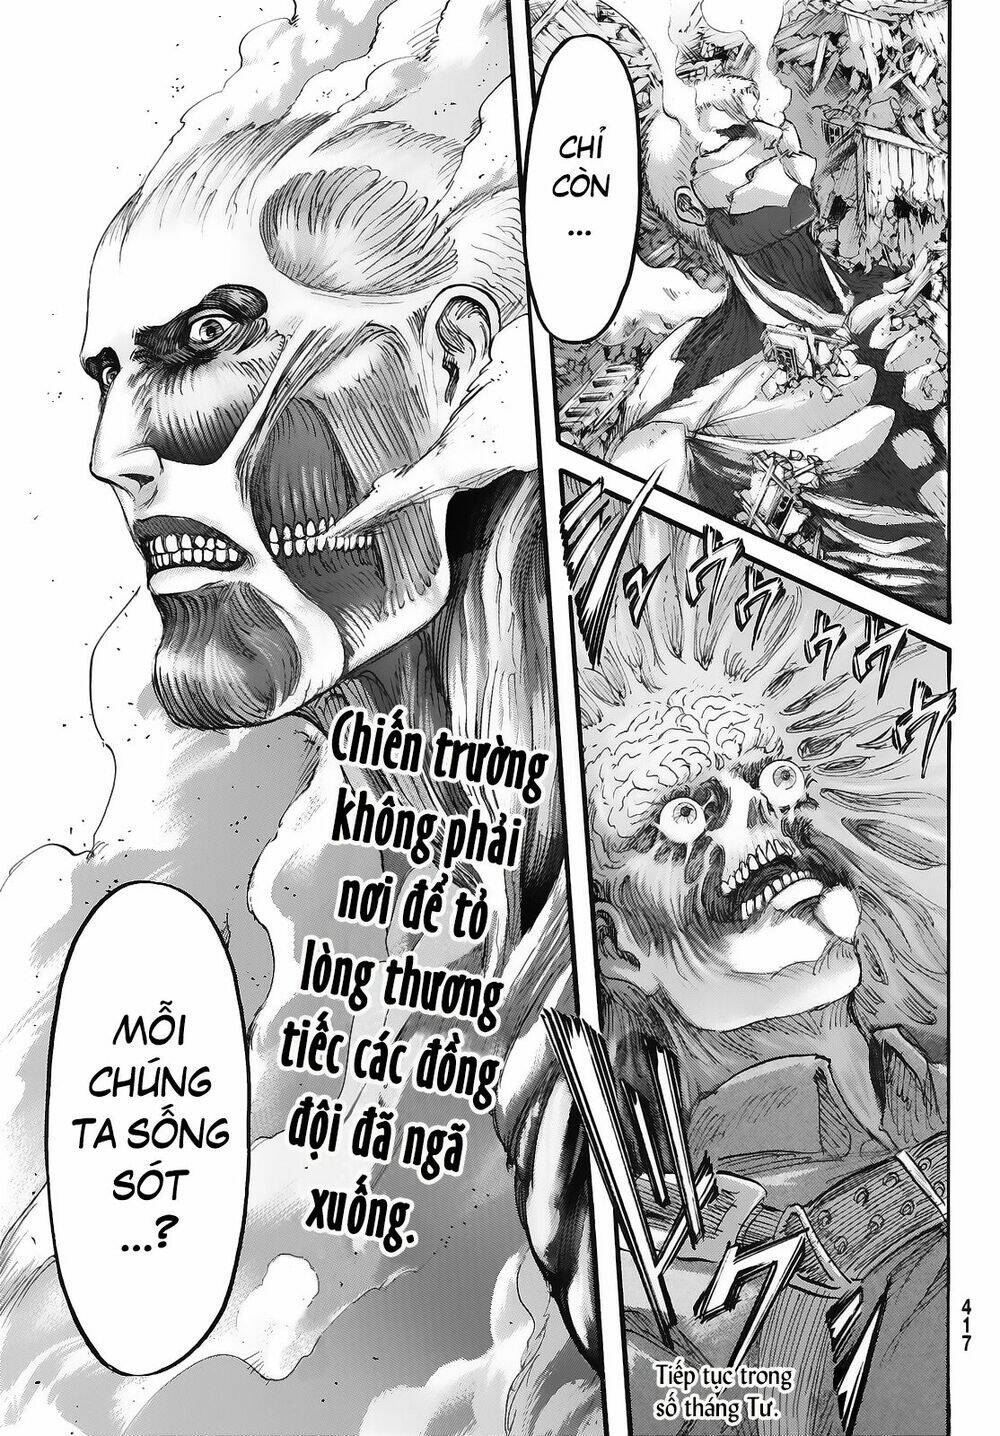 CHỈ
CÒN
...
MỖI
CHÚNG
TA SỐNG
SÓT
...?
Chiến trường
không phải
nơi để tỏ
lòng thương
tiếc các đồng
đội đã ngã
xuống.
Tiếp tục trong
số tháng Tư.
417